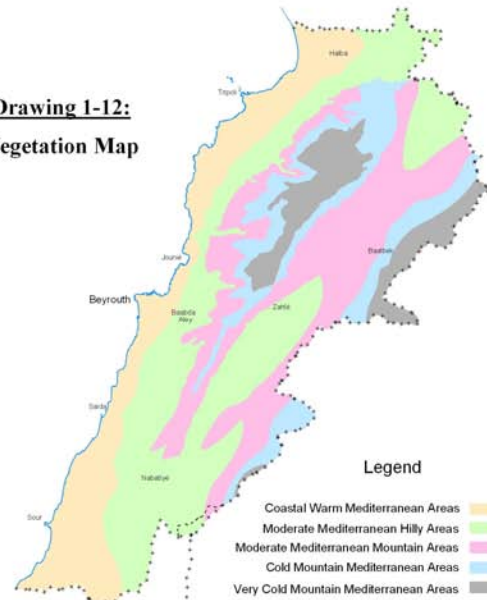 Drawing 1-12:
Vegetation Map
Halba
Tripoli
Jounie
Baalbek
Beyrouth
Zahle
Baabda
Aley
Saida
Nabatiye
Sour
Legend
Coastal Warm Mediterranean Areas
Moderate Mediterranean Hilly Areas
Moderate Mediterranean Mountain Areas
Cold Mountain Mediterranean Areas
Very Cold Mountain Mediterranean Areas